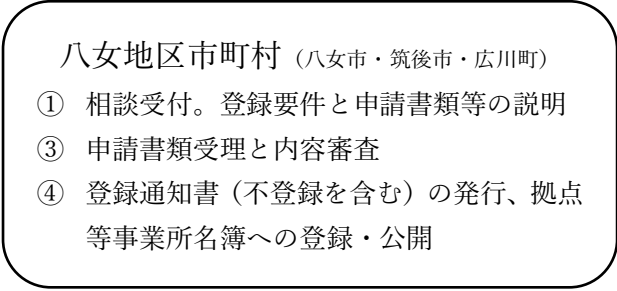 八女地区市町村（八女市・筑後市・広川町）
① 相談受付。登録要件と申請書類等の説明
③ 申請書類受理と内容審査
④ 登録通知書（不登録を含む）の発行、拠点
等事業所名簿への登録・公開